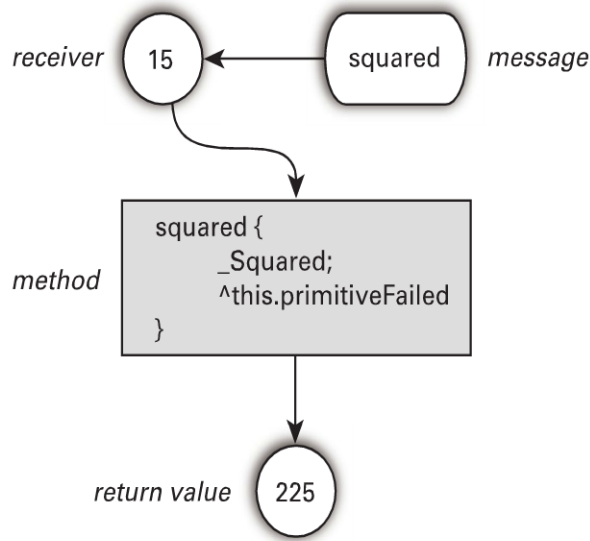 receiver 15 squared message
squared {
_Squared;
method ^this.primitiveFailed
}
return value 225